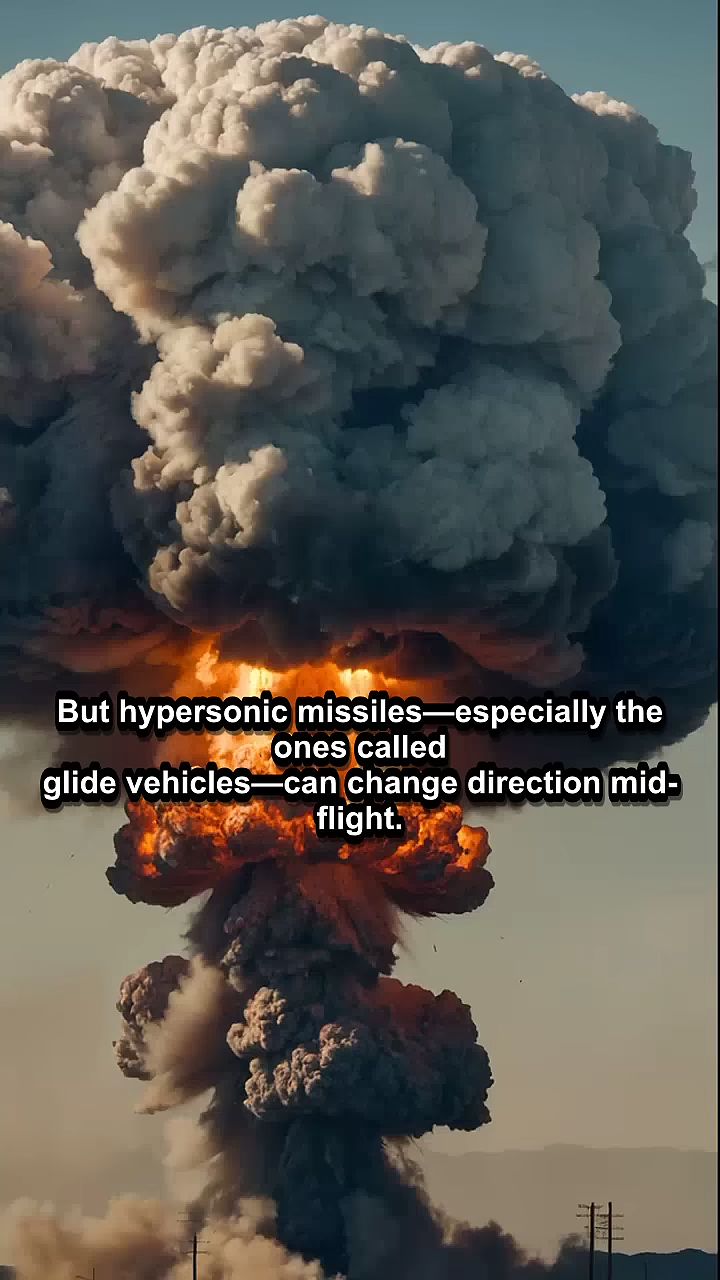 But hypersonic missiles—especially the
ones called
glide vehicles—can change direction mid-
flight.